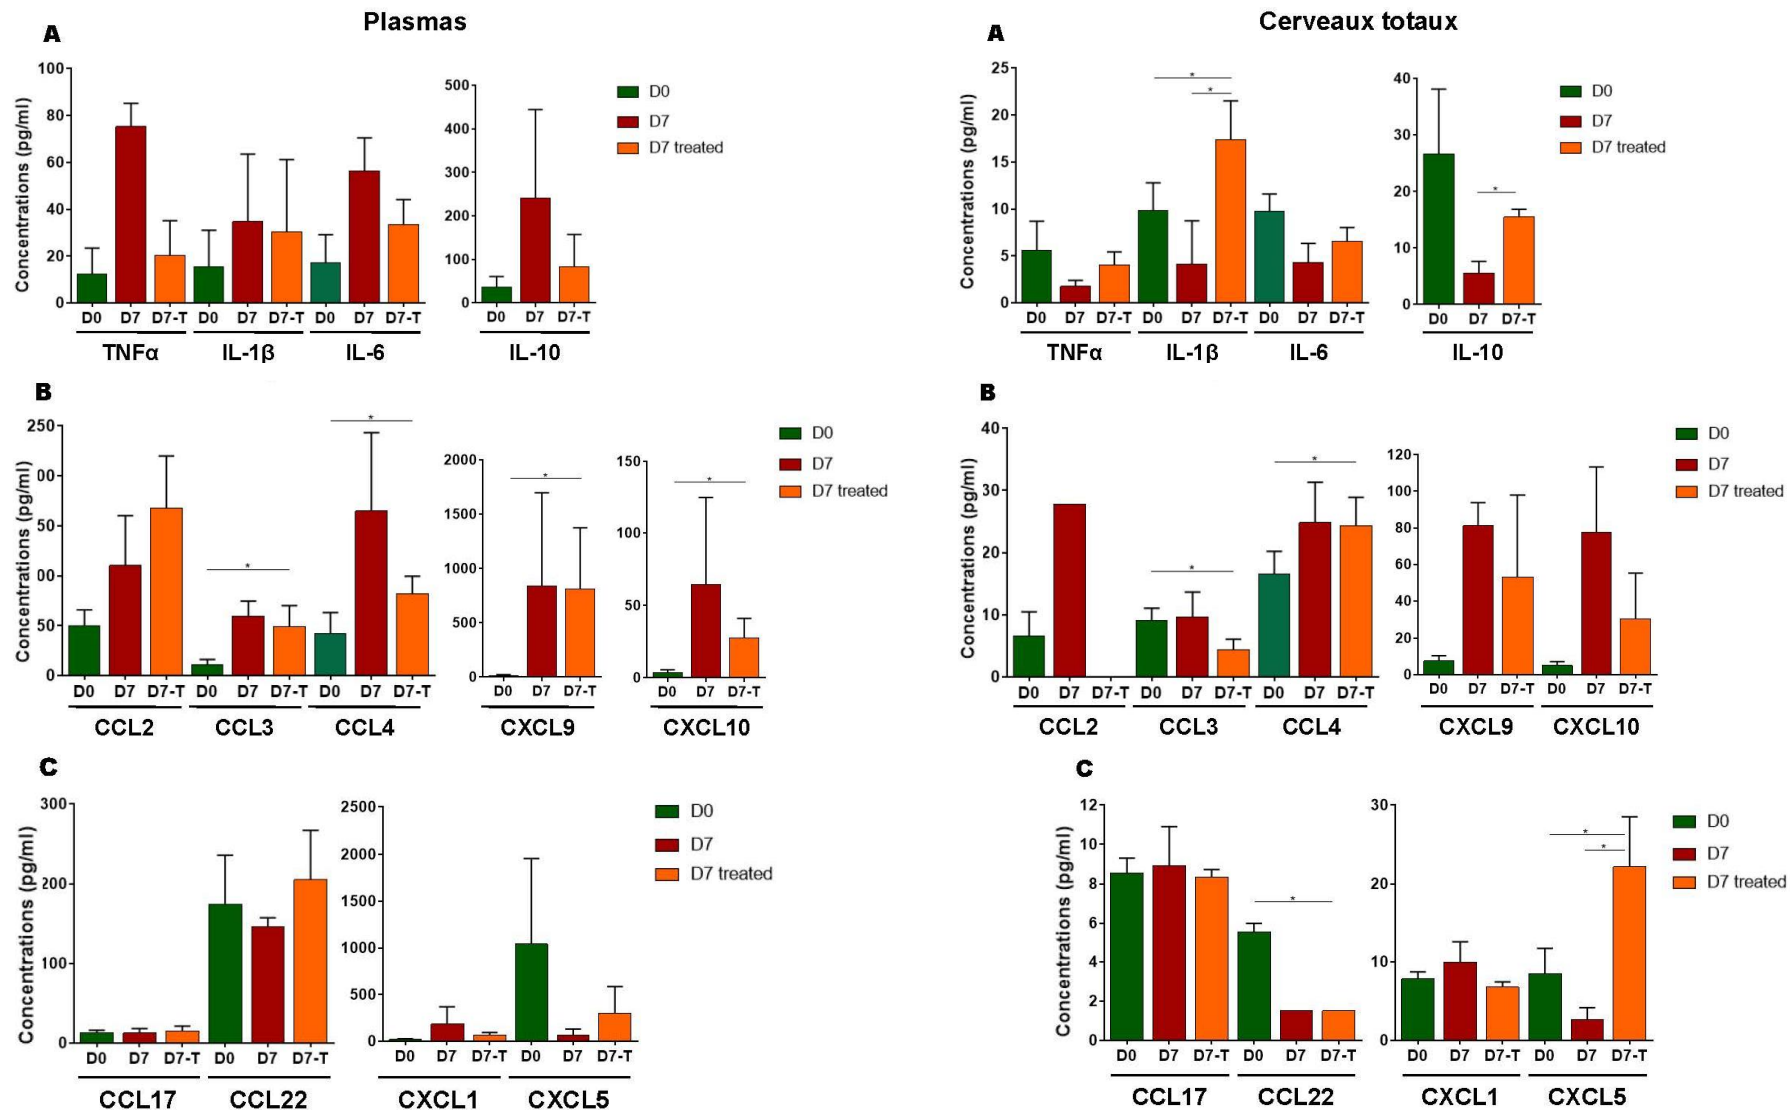 Plasmas
A
Concentrations (pg/ml)
100
80
60
40
20
0
D0 D7 D7-T D0 D7 D7-T D0 D7 D7-T
TNFα IL-1β IL-6
500
400
300
200
100
0
D0 D7 D7-T
IL-10
D0
D7
D7 treated
B
Concentrations (pg/ml)
250
00
50
00
50
0
D0 D7 D7-T D0 D7 D7-T D0 D7 D7-T
CCL2 CCL3 CCL4
* *
2000
1500
1000
500
0
D0 D7 D7-T
CXCL9
*
150
100
50
0
D0 D7 D7-T
CXCL10
*
D0
D7
D7 treated
C
Concentrations (pg/ml)
300
200
100
0
D0 D7 D7-T D0 D7 D7-T
CCL17 CCL22
2500
2000
1500
1000
500
0
D0 D7 D7-T D0 D7 D7-T
CXCL1 CXCL5
D0
D7
D7 treated
Cerveaux totaux
A
Concentrations (pg/ml)
25
20
15
10
5
0
D0 D7 D7-T D0 D7 D7-T D0 D7 D7-T
TNFα IL-1β IL-6
*
*
40
30
20
10
0
D0 D7 D7-T
IL-10
*
D0
D7
D7 treated
B
Concentrations (pg/ml)
40
30
20
10
0
D0 D7 D7-T D0 D7 D7-T D0 D7 D7-T
CCL2 CCL3 CCL4
* *
120
100
80
60
40
20
0
D0 D7 D7-T D0 D7 D7-T
CXCL9 CXCL10
D0
D7
D7 treated
C
Concentrations (pg/ml)
12
10
8
6
4
2
0
D0 D7 D7-T D0 D7 D7-T
CCL17 CCL22
*
30
20
10
0
D0 D7 D7-T D0 D7 D7-T
CXCL1 CXCL5
*
*
D0
D7
D7 treated